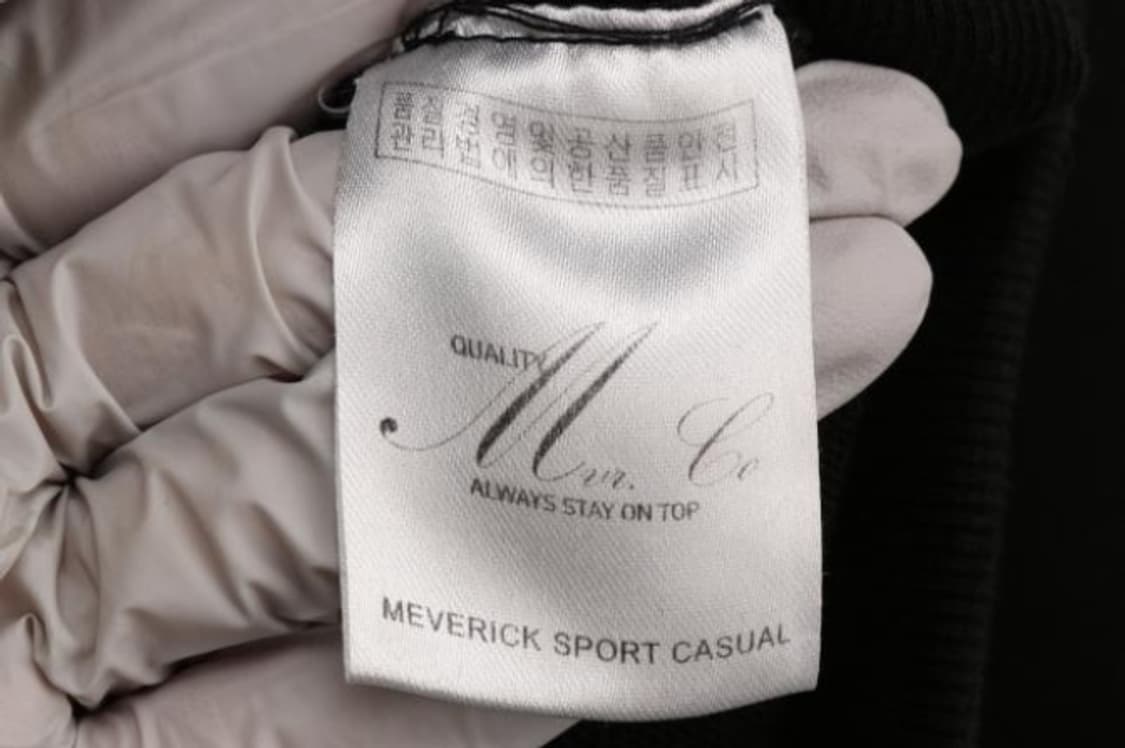 품질경영및공산품안전
관리법에의한품질표시
QUALITY
Mvr. Co
ALWAYS STAY ON TOP
MEVERICK SPORT CASUAL